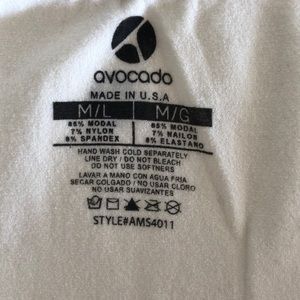 avocado
MADE IN U.S.A
M/L M/G
85% MODAL 85% MODAL
7% NYLON 7% NAILON
8% SPANDEX 8% ELASTANO
HAND WASH COLD SEPARATELY
LINE DRY / DO NOT BLEACH
DO NOT USE SOFTNERS
LAVAR A MANO CON AGUA FRIA
SECAR COLGADO / NO USAR CLORO
NO USAR SUAVIZANTES
STYLE#AMS4011